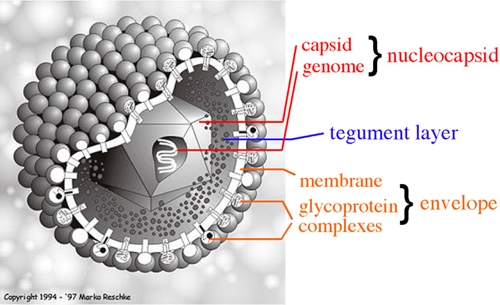 capsid
genome
nucleocapsid
tegument layer
membrane
glycoprotein
complexes
envelope
Copyright 1994 - '97 Marko Reschke